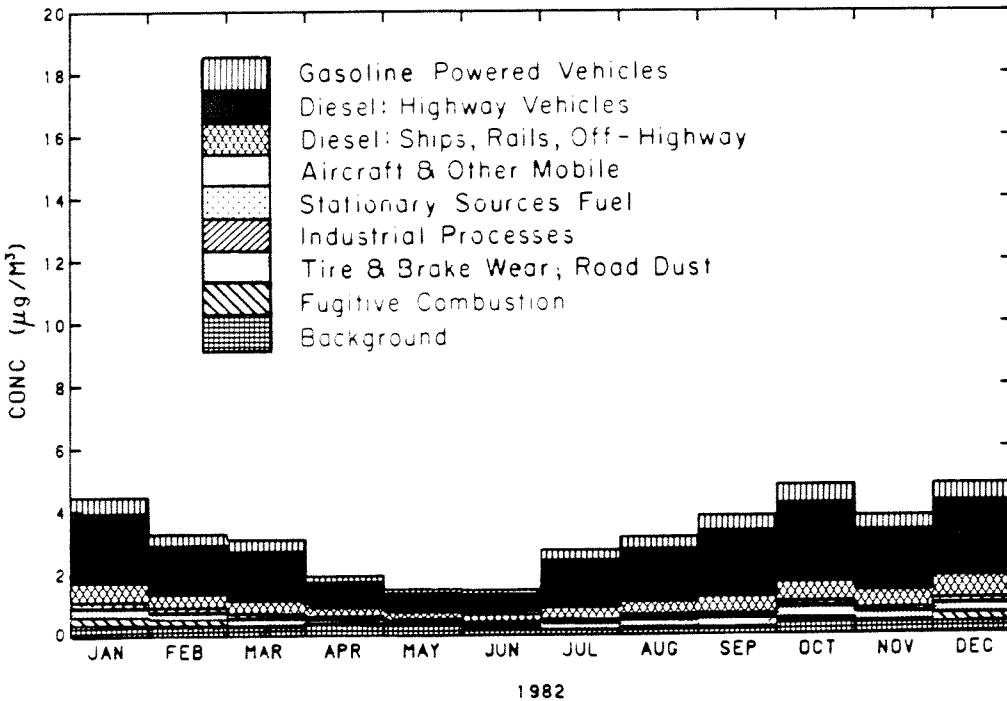 20
18
16
14
12
10
8
6
4
2
0
CONC (μg/M³)
Gasoline Powered Vehicles
Diesel: Highway Vehicles
Diesel: Ships, Rails, Off-Highway
Aircraft & Other Mobile
Stationary Sources Fuel
Industrial Processes
Tire & Brake Wear; Road Dust
Fugitive Combustion
Background
JAN FEB MAR APR MAY JUN JUL AUG SEP OCT NOV DEC
1982